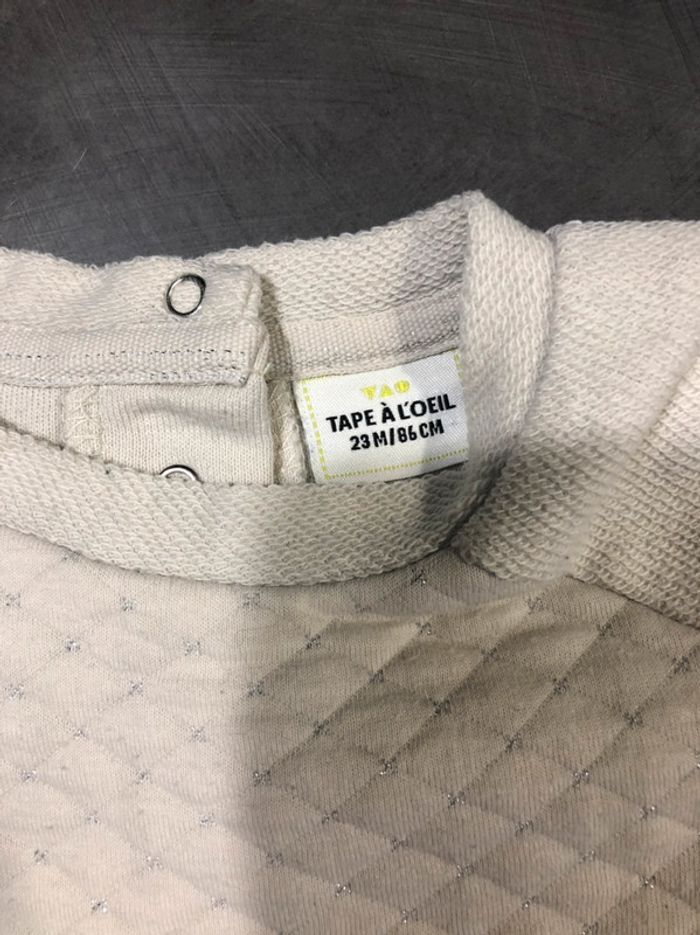 TAO
TAPE À L'OEIL
23 M/86 CM